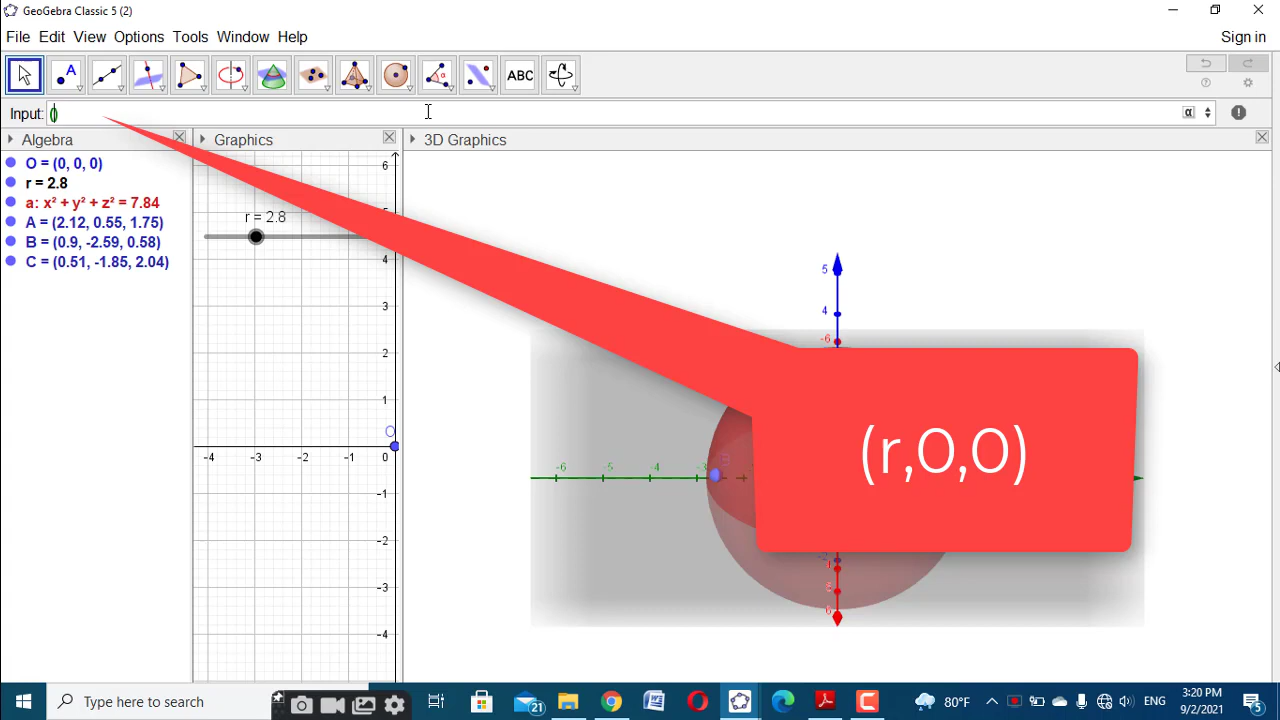 GeoGebra Classic 5 (2)
File Edit View Options Tools Window Help
Sign in
A
ABC
Input: ()
α
Algebra
Graphics
3D Graphics
O = (0, 0, 0)
r = 2.8
a: x² + y² + z² = 7.84
A = (2.12, 0.55, 1.75)
B = (0.9, -2.59, 0.58)
C = (0.51, -1.85, 2.04)
6
r = 2.8
4
3
2
1
O
-4 -3 -2 -1 0
-1
-2
-3
-4
5
4
-6
-6 -5 -4 -3
(r,0,0)
Type here to search
21
80°F
ENG
3:20 PM
9/2/2021
5